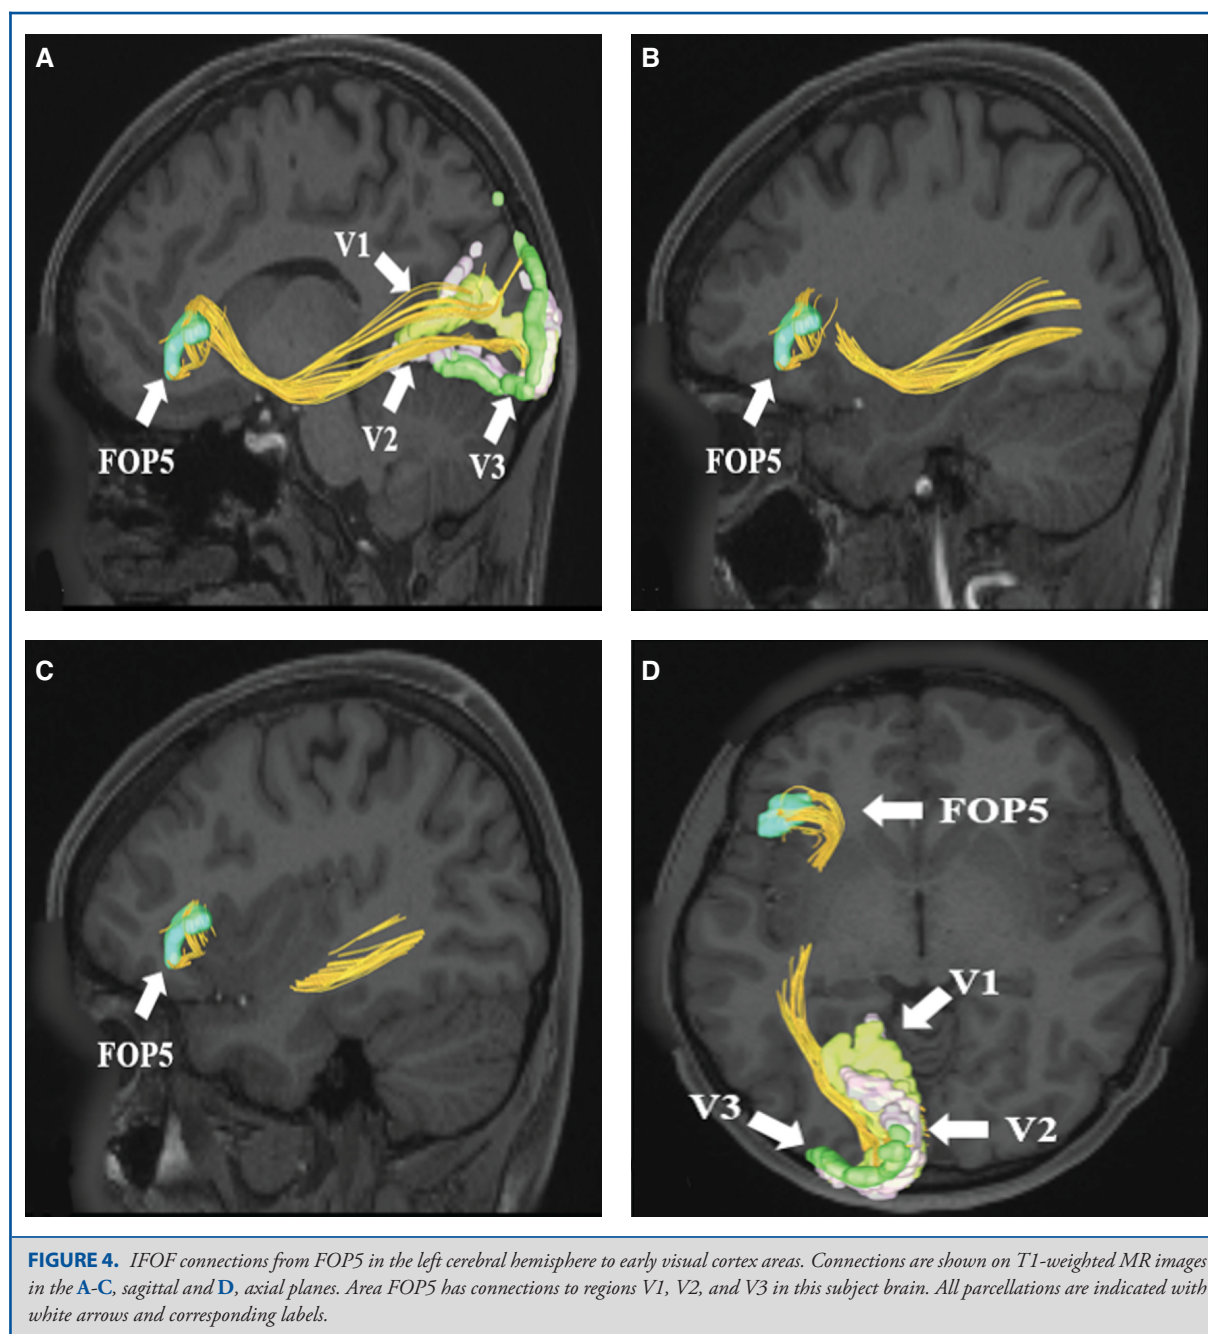 A
B
V1
V2
V3
FOP5
FOP5
C
D
FOP5
V1
V3
V2
FOP5
FIGURE 4. IFOF connections from FOP5 in the left cerebral hemisphere to early visual cortex areas. Connections are shown on T1-weighted MR images
in the A-C, sagittal and D, axial planes. Area FOP5 has connections to regions V1, V2, and V3 in this subject brain. All parcellations are indicated with
white arrows and corresponding labels.